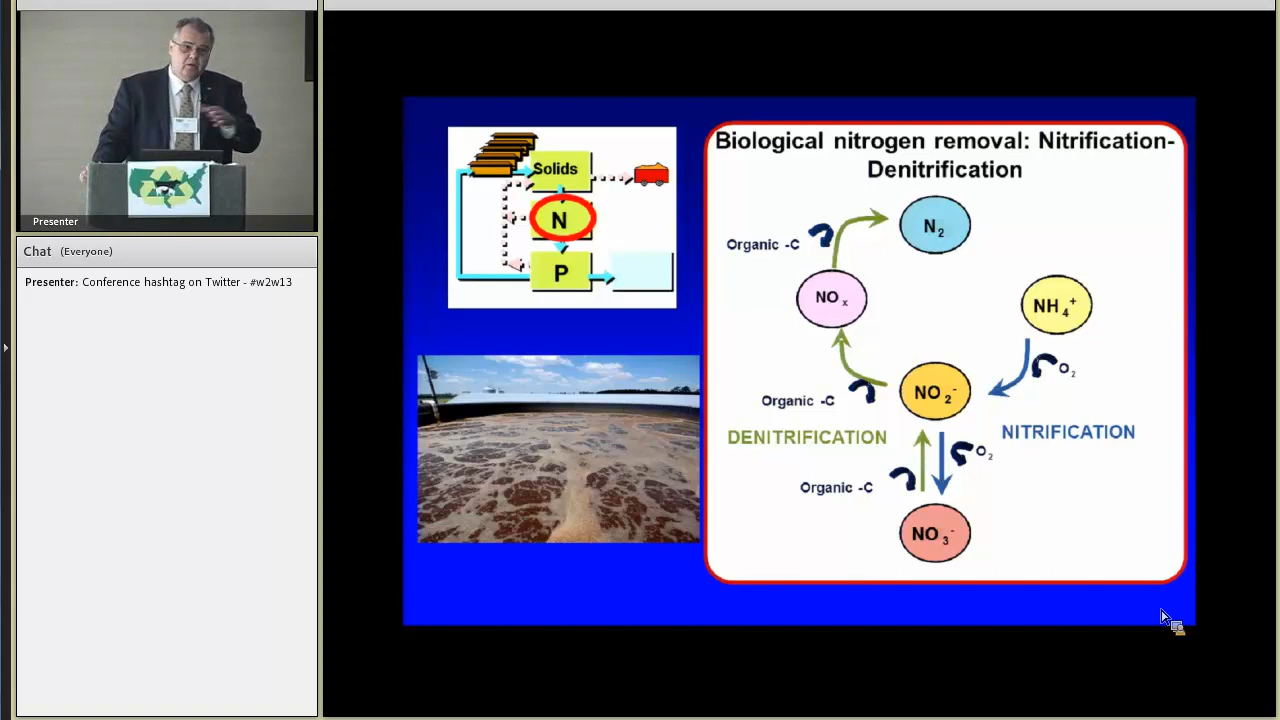 Presenter
Chat (Everyone)
Presenter: Conference hashtag on Twitter - #w2w13
Solids
N
P
Biological nitrogen removal: Nitrification-
Denitrification
N2
Organic -C
NOx
NH4+
O2
Organic -C
NO2-
DENITRIFICATION
NITRIFICATION
O2
Organic -C
NO3-